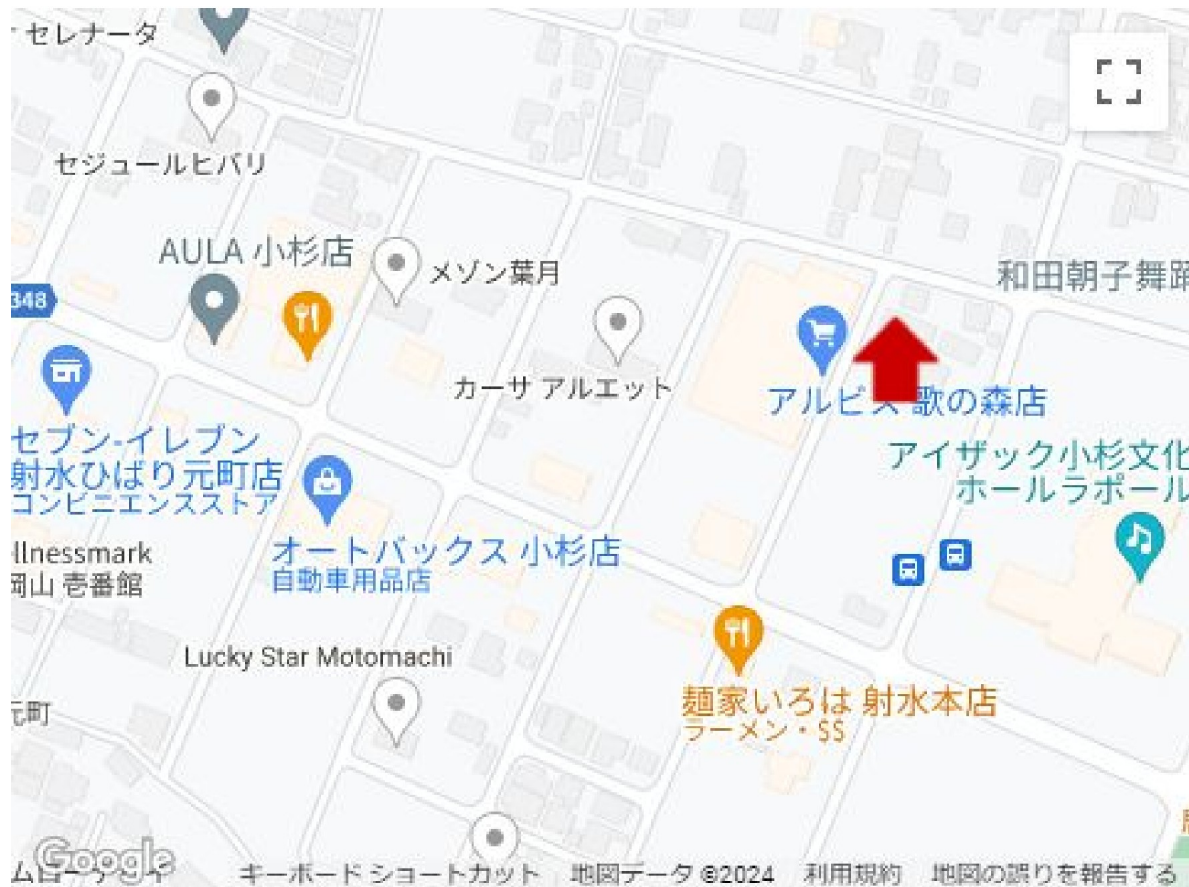 セレナータ
セジュールヒバリ
AULA 小杉店
メゾン葉月
和田朝子舞踊
348
カーサ アルエット
アルビス 歌の森店
セブン-イレブン
射水ひばり元町店
コンビニエンスストア
アイザック小杉文化
ホールラポール
オートバックス 小杉店
自動車用品店
llnessmark
岡山 壱番館
Lucky Star Motomachi
元町
麺家いろは 射水本店
ラーメン・SS
Google
キーボード ショートカット
地図データ ©2024
利用規約
地図の誤りを報告する